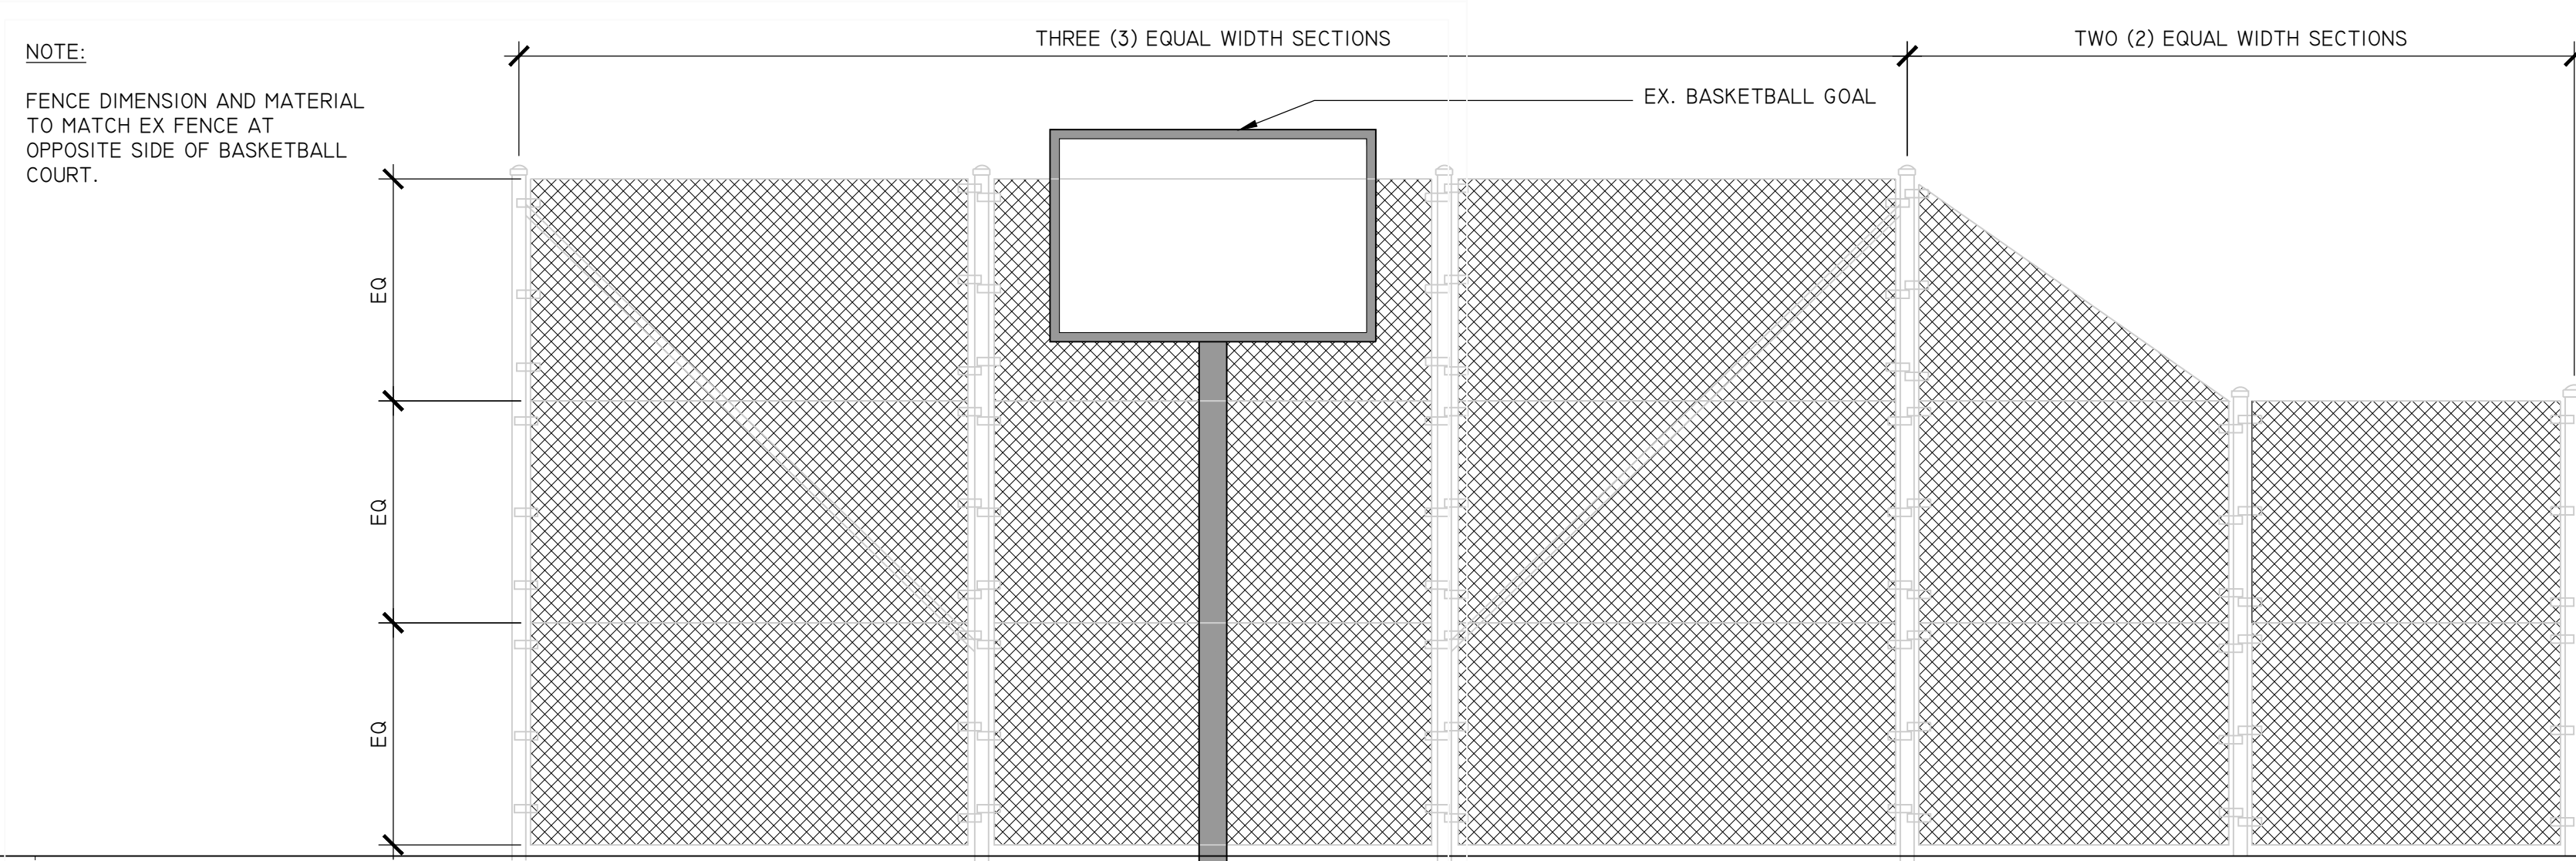 THREE (3) EQUAL WIDTH SECTIONS
TWO (2) EQUAL WIDTH SECTIONS
NOTE:
FENCE DIMENSION AND MATERIAL
TO MATCH EX FENCE AT
OPPOSITE SIDE OF BASKETBALL
COURT.
EX. BASKETBALL GOAL
EQ
EQ
EQ